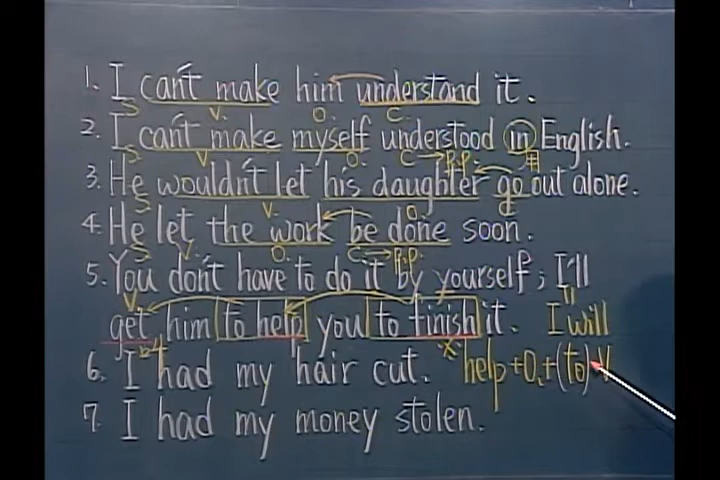 1. I can't make him understand it.
S V. O. C.
2. I can't make myself understood in English.
S V O. C → P.P. 用
3. He wouldn't let his daughter go out alone.
S V. O. C
4. He let the work be done soon.
S V. O. C. → P.P.
5. You don't have to do it by yourself; I'll
V
get him to help you to finish it. I will
6. I had my hair cut. help + O. + (to) V
7. I had my money stolen.